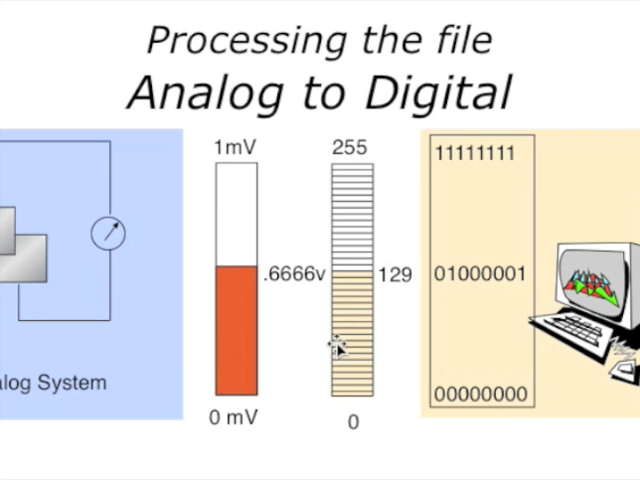 Processing the file
Analog to Digital
1mV
255
11111111
.6666v
129
01000001
alog System
00000000
0 mV
0